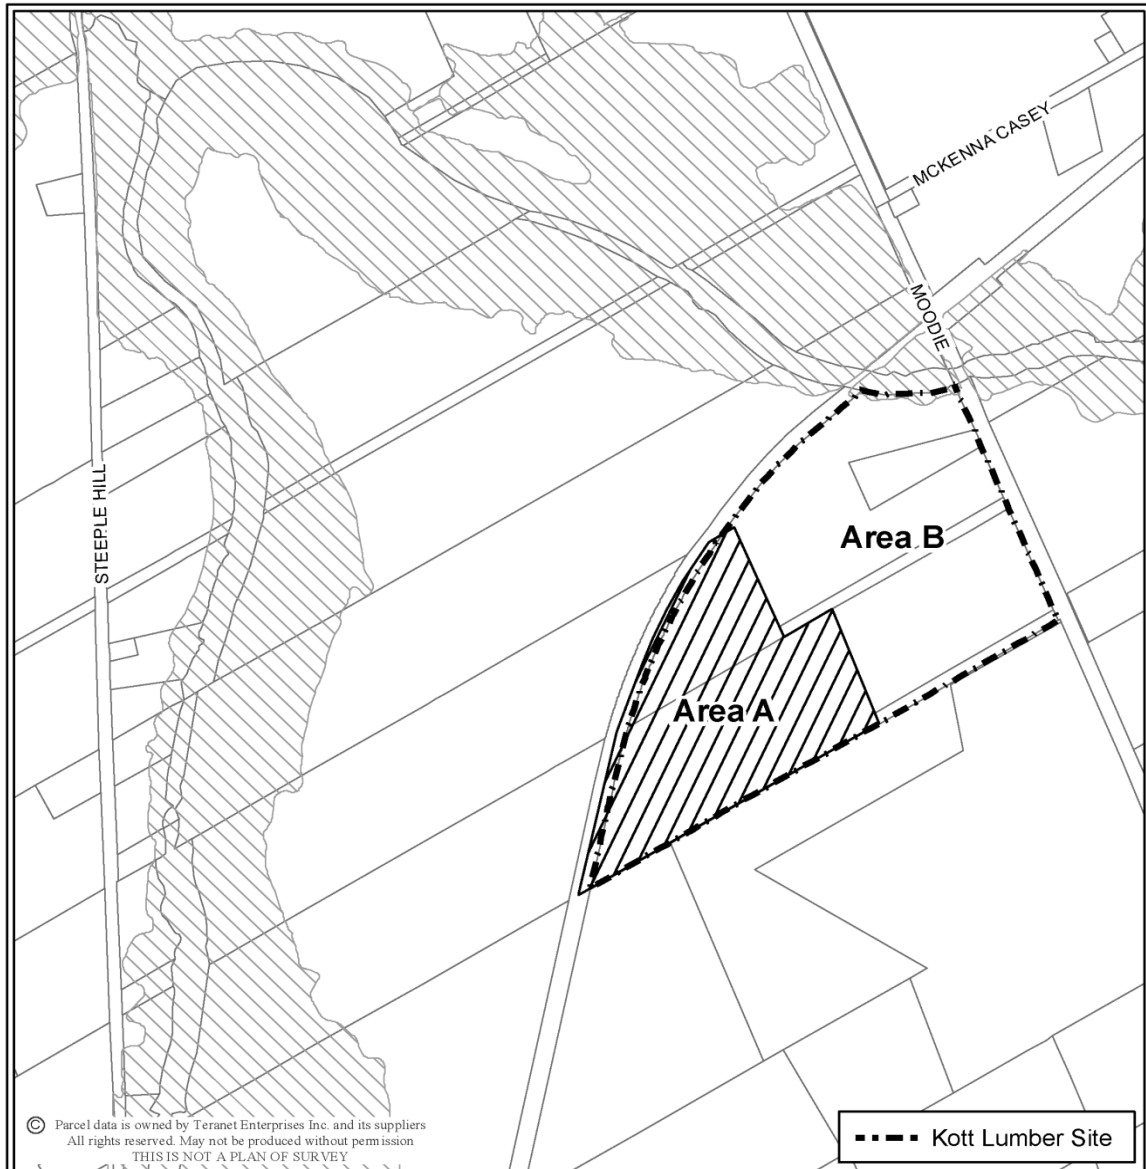 MCKENNA CASEY
MOODIE
STEEPLE HILL
Area B
Area A
© Parcel data is owned by Teranet Enterprises Inc. and its suppliers
All rights reserved. May not be produced without permission
THIS IS NOT A PLAN OF SURVEY
Kott Lumber Site